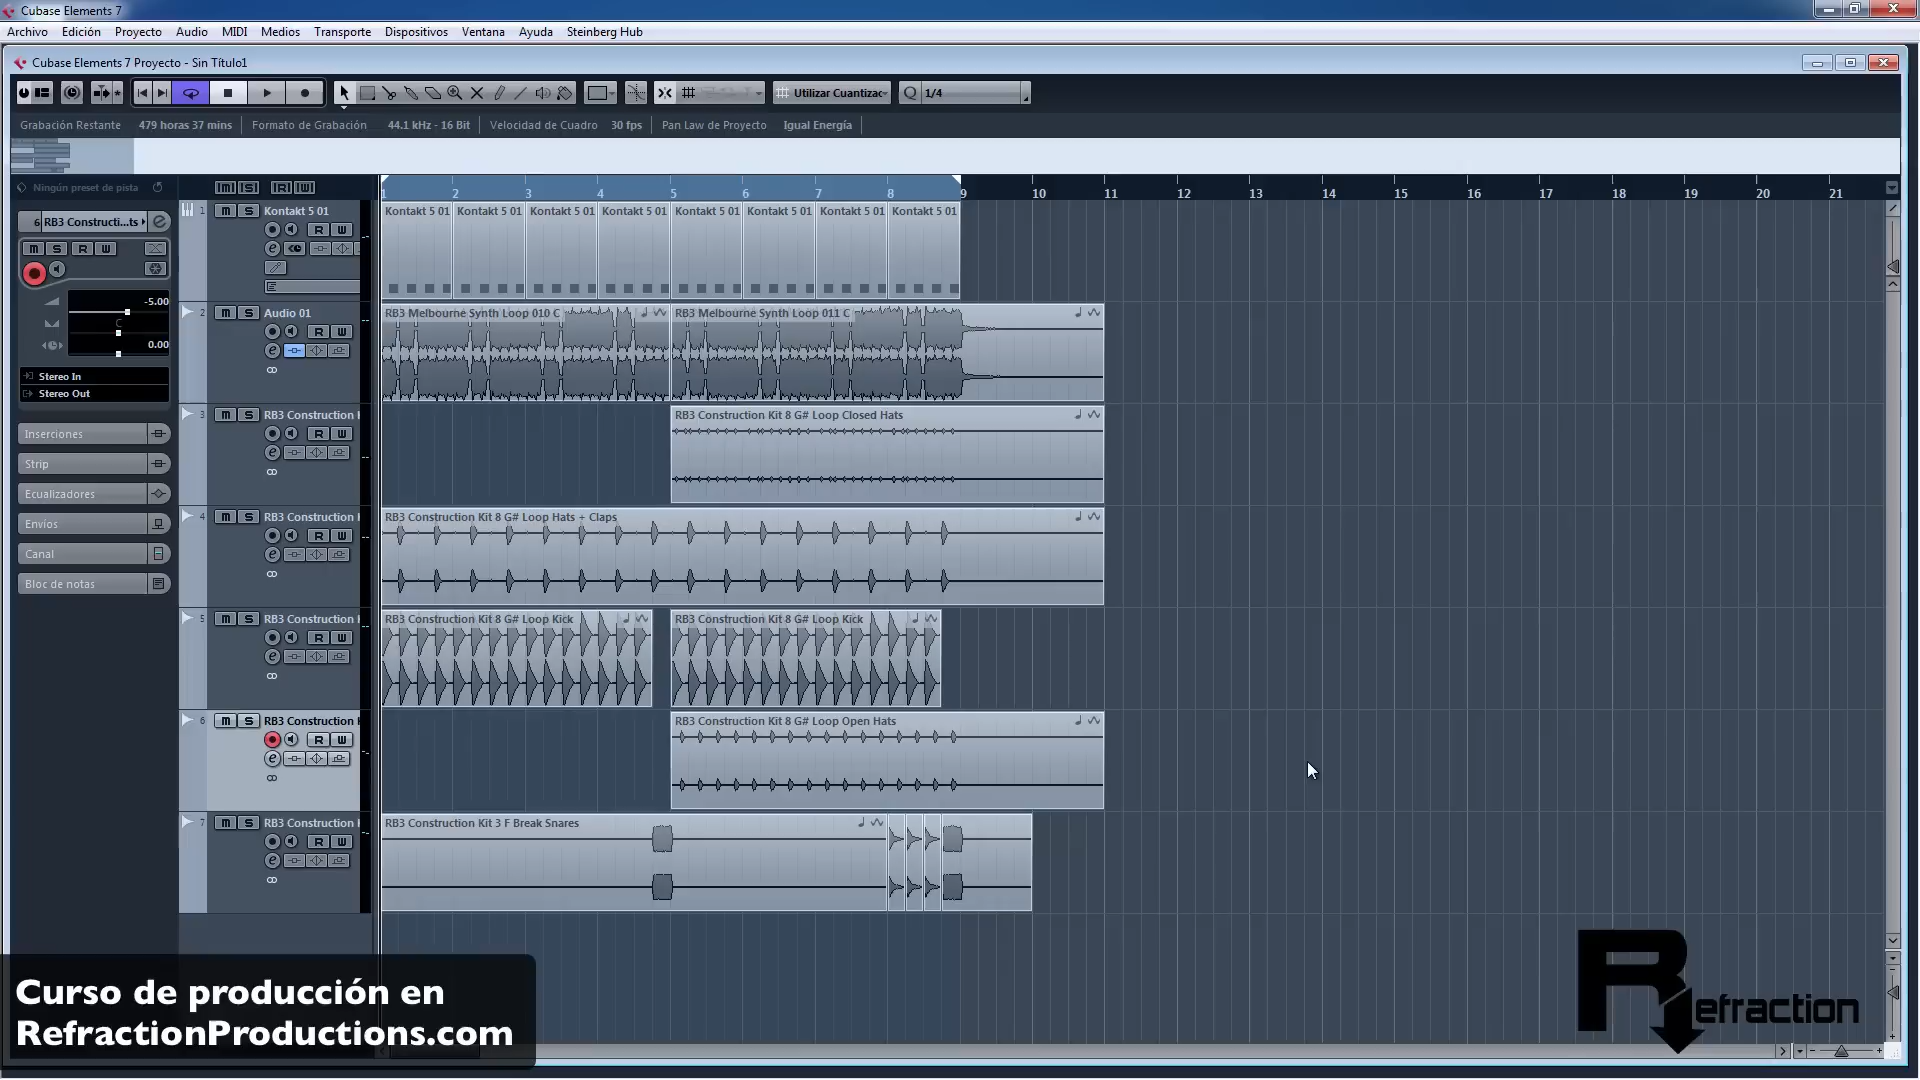 Cubase Elements 7
Archivo Edición Proyecto Audio MIDI Medios Transporte Dispositivos Ventana Ayuda Steinberg Hub
Cubase Elements 7 Proyecto - Sin Título1
Utilizar Cuantizac Q 1/4
Grabación Restante 479 horas 37 mins Formato de Grabación 44.1 kHz - 16 Bit Velocidad de Cuadro 30 fps Pan Law de Proyecto Igual Energía
Ningún preset de pista M S R W
1 2 3 4 5 6 7 8 9 10 11 12 13 14 15 16 17 18 19 20 21
6 RB3 Constructi...ts
M S R W
-5.00
C
0.00
Stereo In
Stereo Out
Inserciones
Strip
Ecualizadores
Envíos
Canal
Bloc de notas
1 M S Kontakt 5 01
R W
Kontakt 5 01 Kontakt 5 01 Kontakt 5 01 Kontakt 5 01 Kontakt 5 01 Kontakt 5 01 Kontakt 5 01 Kontakt 5 01
2 M S Audio 01
R W
RB3 Melbourne Synth Loop 010 C RB3 Melbourne Synth Loop 011 C
3 M S RB3 Construction
R W
RB3 Construction Kit 8 G# Loop Closed Hats
4 M S RB3 Construction
R W
RB3 Construction Kit 8 G# Loop Hats + Claps
5 M S RB3 Construction
R W
RB3 Construction Kit 8 G# Loop Kick RB3 Construction Kit 8 G# Loop Kick
6 M S RB3 Construction
R W
RB3 Construction Kit 8 G# Loop Open Hats
7 M S RB3 Construction
R W
RB3 Construction Kit 3 F Break Snares
Curso de producción en
RefractionProductions.com
Refraction